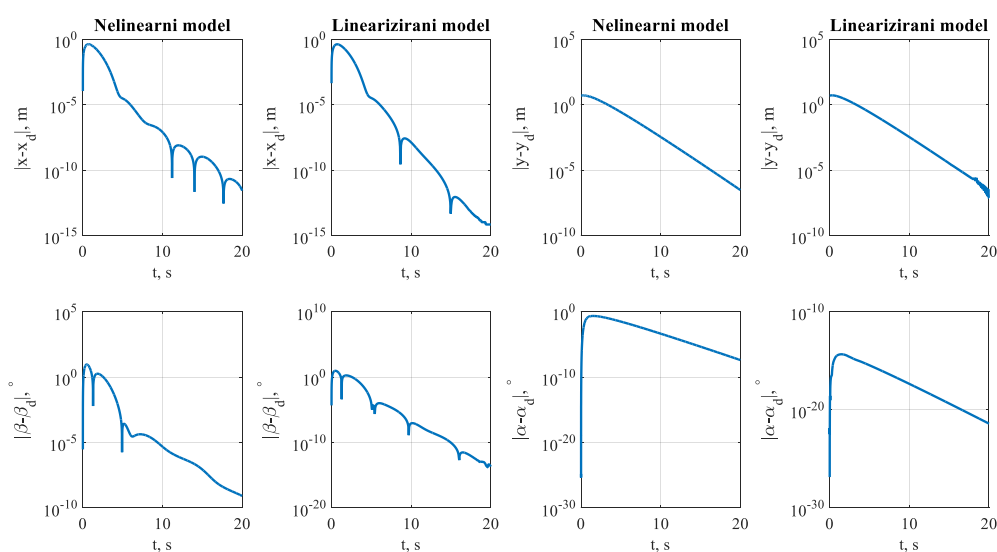 Nelinearni model
10^0
10^-5
10^-10
10^-15
|x-x_d|, m
0 10 20
t, s
Linearizirani model
10^0
10^-5
10^-10
10^-15
|x-x_d|, m
0 10 20
t, s
Nelinearni model
10^5
10^0
10^-5
10^-10
|y-y_d|, m
0 10 20
t, s
Linearizirani model
10^5
10^0
10^-5
10^-10
|y-y_d|, m
0 10 20
t, s
10^5
10^0
10^-5
10^-10
|β-β_d|,°
0 10 20
t, s
10^10
10^0
10^-10
10^-20
|β-β_d|,°
0 10 20
t, s
10^0
10^-10
10^-20
10^-30
|α-α_d|,°
0 10 20
t, s
10^-10
10^-20
10^-30
|α-α_d|,°
0 10 20
t, s